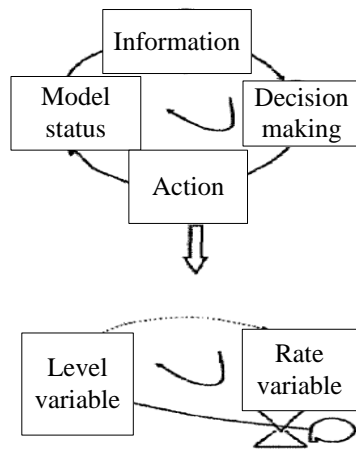 Information
Model
status
Decision
making
Action
Level
variable
Rate
variable